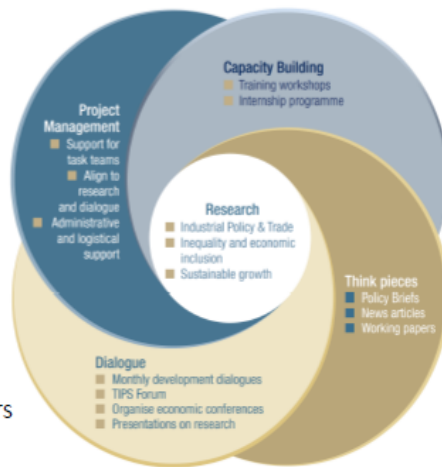 Capacity Building
Training workshops
Internship programme
Project
Management
Support for
task teams
Align to
research
and dialogue
Administrative
and logistical
support
Research
Industrial Policy & Trade
Inequality and economic
inclusion
Sustainable growth
Think pieces
Policy Briefs
News articles
Working papers
Dialogue
Monthly development dialogues
TIPS Forum
Organise economic conferences
Presentations on research
rs